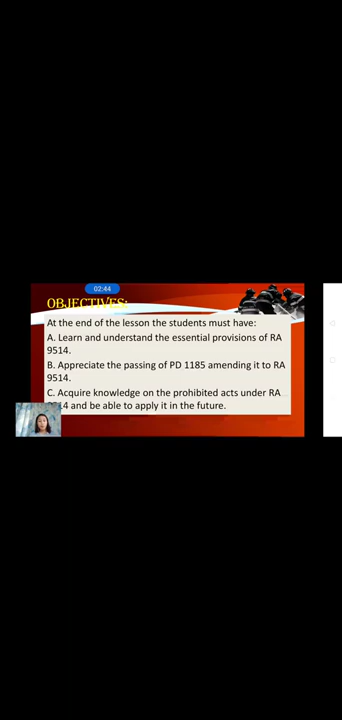 02:44
OBJECTIVES:
At the end of the lesson the students must have:
A. Learn and understand the essential provisions of RA
9514.
B. Appreciate the passing of PD 1185 amending it to RA
9514.
C. Acquire knowledge on the prohibited acts under RA
14 and be able to apply it in the future.